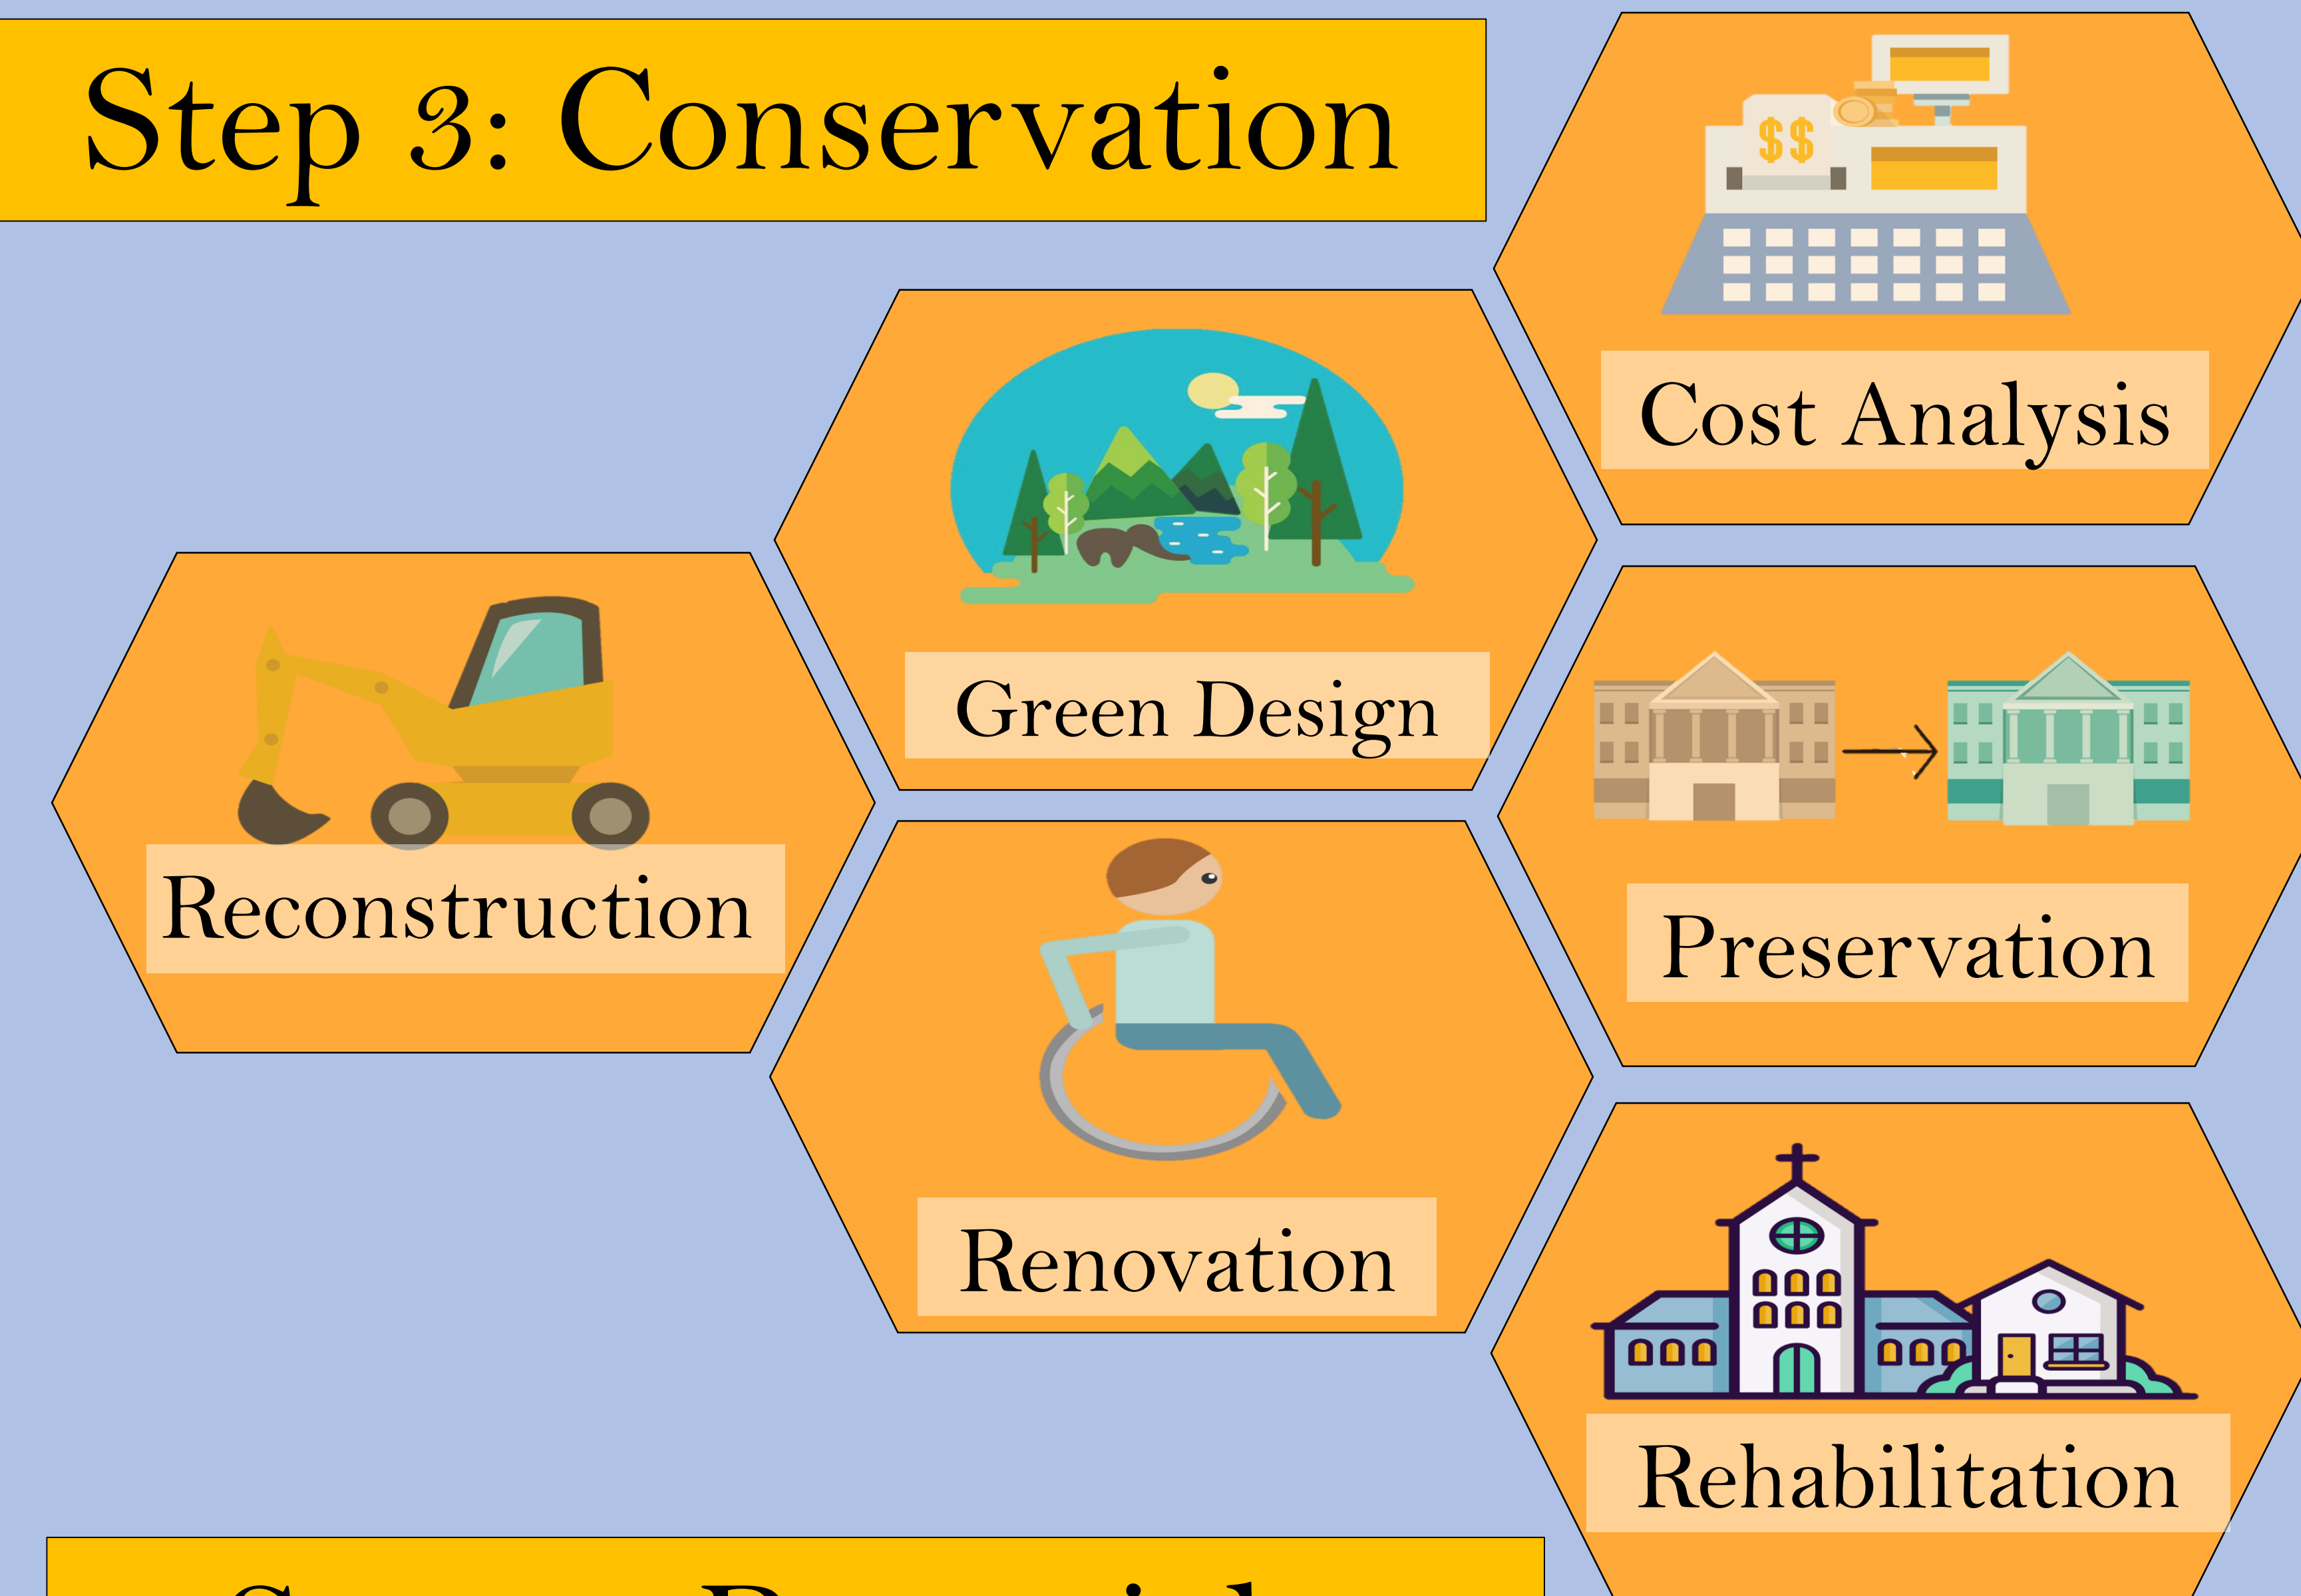 Step 3: Conservation
$$
Cost Analysis
Green Design
Reconstruction
Preservation
Renovation
Rehabilitation